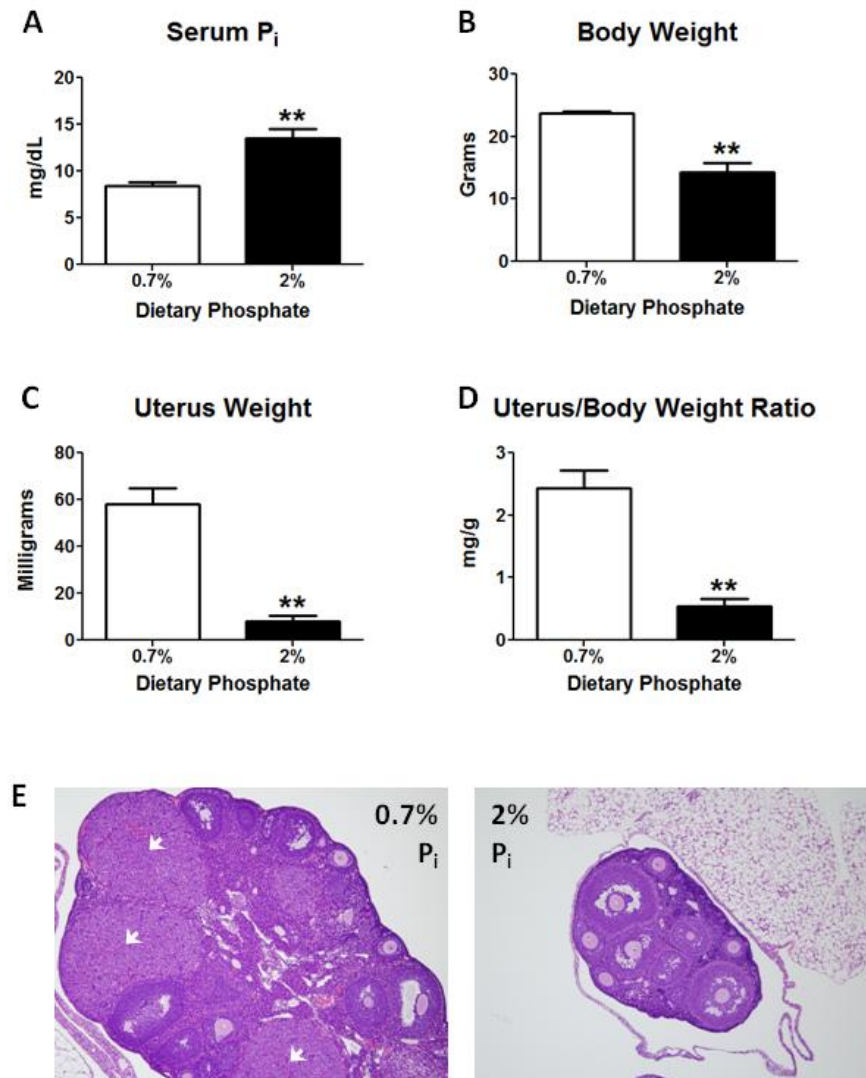 A
Serum Pi
mg/dL
20
15
10
5
0
**
0.7%
2%
Dietary Phosphate
B
Body Weight
Grams
30
20
10
0
**
0.7%
2%
Dietary Phosphate
C
Uterus Weight
Milligrams
80
60
40
20
0
**
0.7%
2%
Dietary Phosphate
D
Uterus/Body Weight Ratio
mg/g
3
2
1
0
**
0.7%
2%
Dietary Phosphate
E
0.7%
Pi
2%
Pi